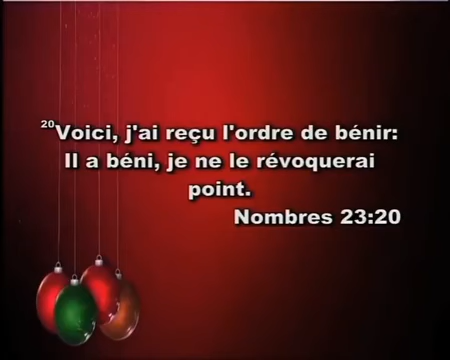 20Voici, j'ai reçu l'ordre de bénir:
Il a béni, je ne le révoquerai
point.
Nombres 23:20